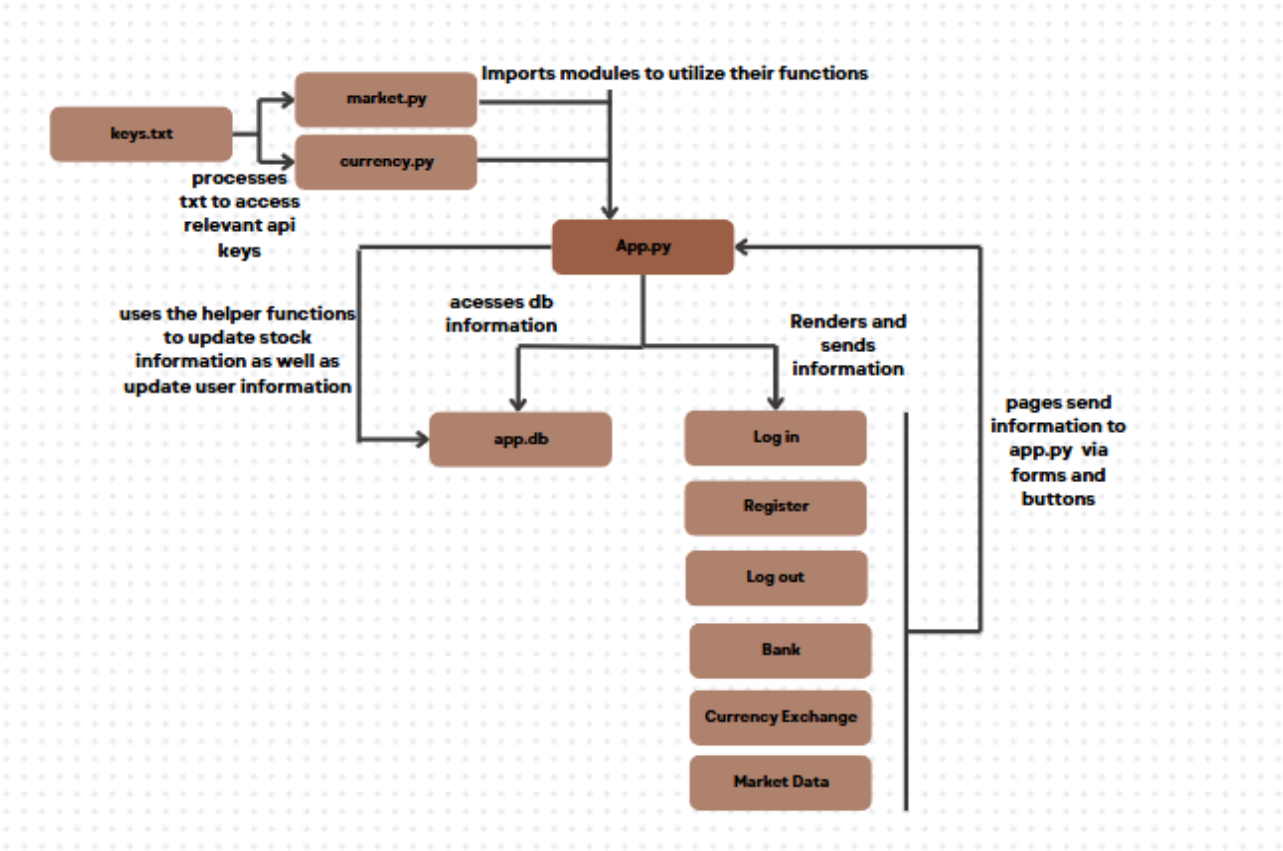 Imports modules to utilize their functions
market.py
keys.txt
currency.py
processes
txt to access
relevant api
keys
App.py
uses the helper functions
to update stock
information as well as
update user information
acesses db
information
Renders and
sends
information
pages send
information to
app.py via
forms and
buttons
app.db
Log in
Register
Log out
Bank
Currency Exchange
Market Data